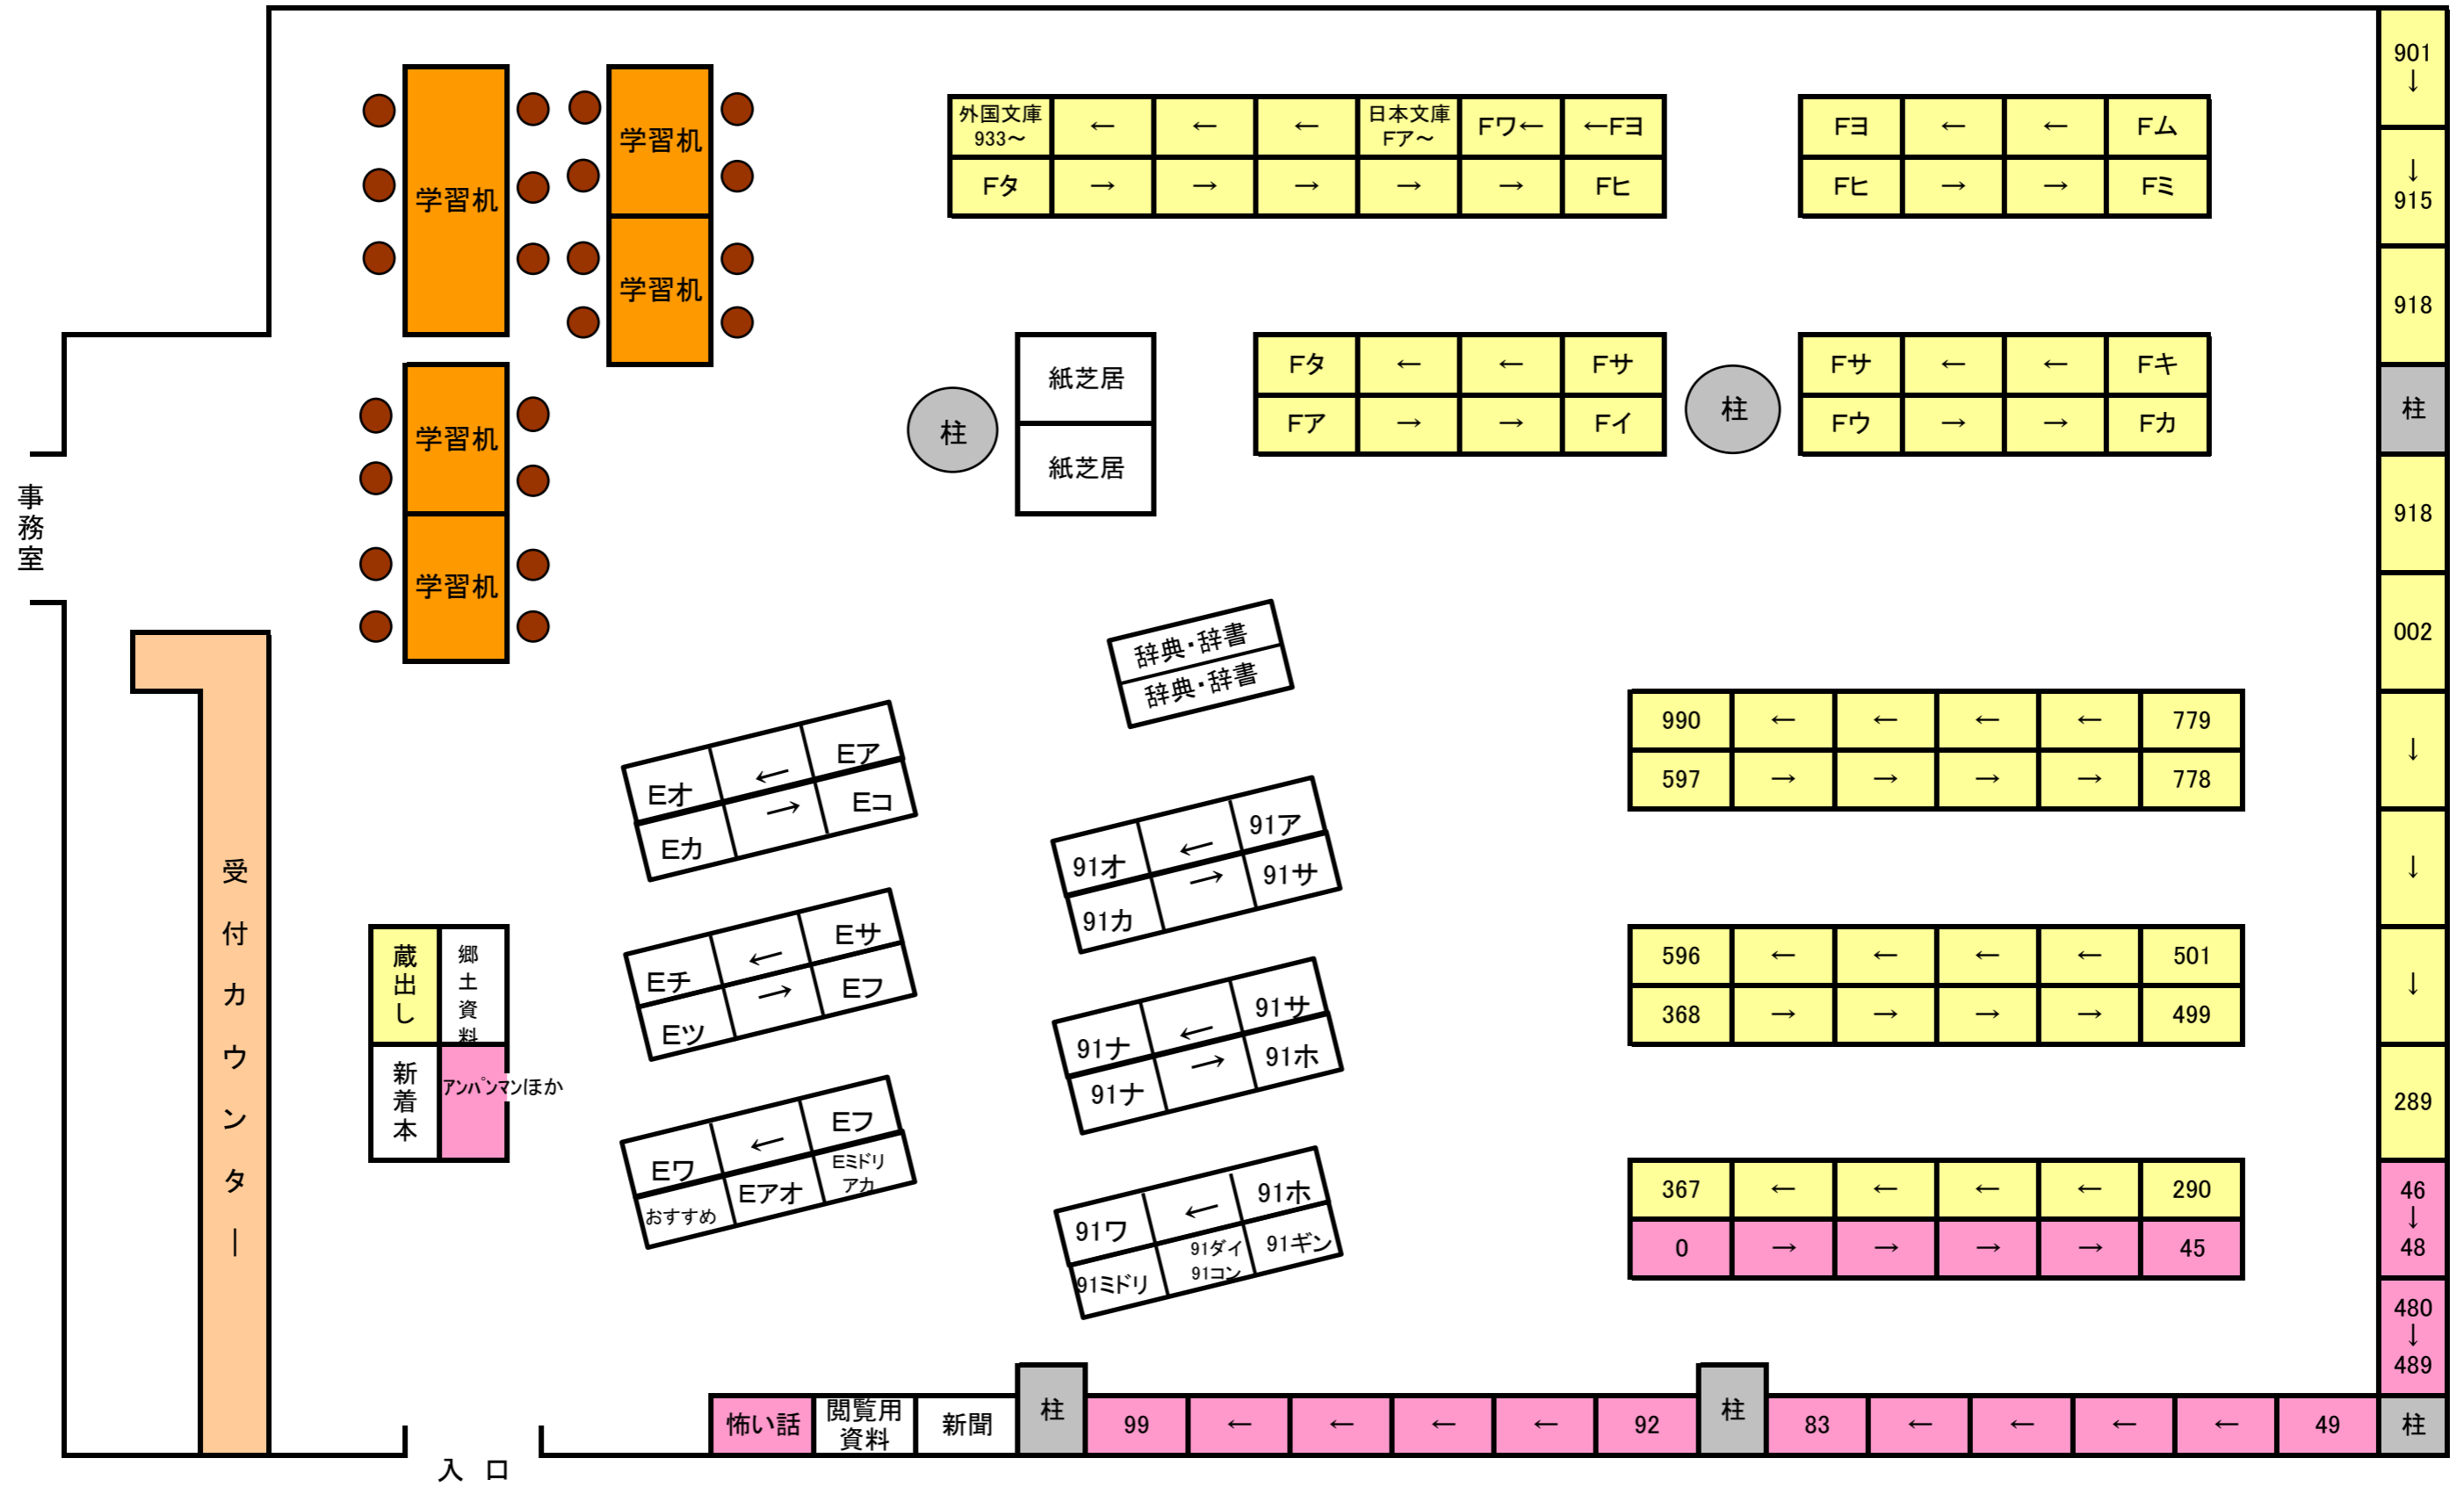 901
↓
↓
915
918
柱
918
002
↓
↓
↓
289
46
↓
48
480
↓
489
柱
学習机
学習机
学習机
学習机
学習机
外国文庫
933～
← ← ←
日本文庫
Fア～
Fワ← ←Fヨ
Fタ → → → → → Fヒ
Fヨ ← ← Fム
Fヒ → → Fミ
柱
紙芝居
紙芝居
Fタ ← ← Fサ
Fア → → Fイ
柱
Fサ ← ← Fキ
Fウ → → Fカ
事務室
受付カウンター
辞典・辞書
辞典・辞書
Eオ ← Eア
Eカ → Eコ
Eチ ← Eサ
Eツ → Eフ
Eワ ← Eフ
おすすめ Eアオ
Eミドリ
アカ
91オ ← 91ア
91カ → 91サ
91ナ ← 91サ
91ナ → 91ホ
91ワ ← 91ホ
91ミドリ
91ダイ
91コン
91ギン
990 ← ← ← ← 779
597 → → → → 778
596 ← ← ← ← 501
368 → → → → 499
367 ← ← ← ← 290
0 → → → → 45
蔵出し
郷土資料
新着本
アンパンマンほか
怖い話
閲覧用
資料
新聞
柱
99 ← ← ← ← 92
柱
83 ← ← ← ← 49
入 口